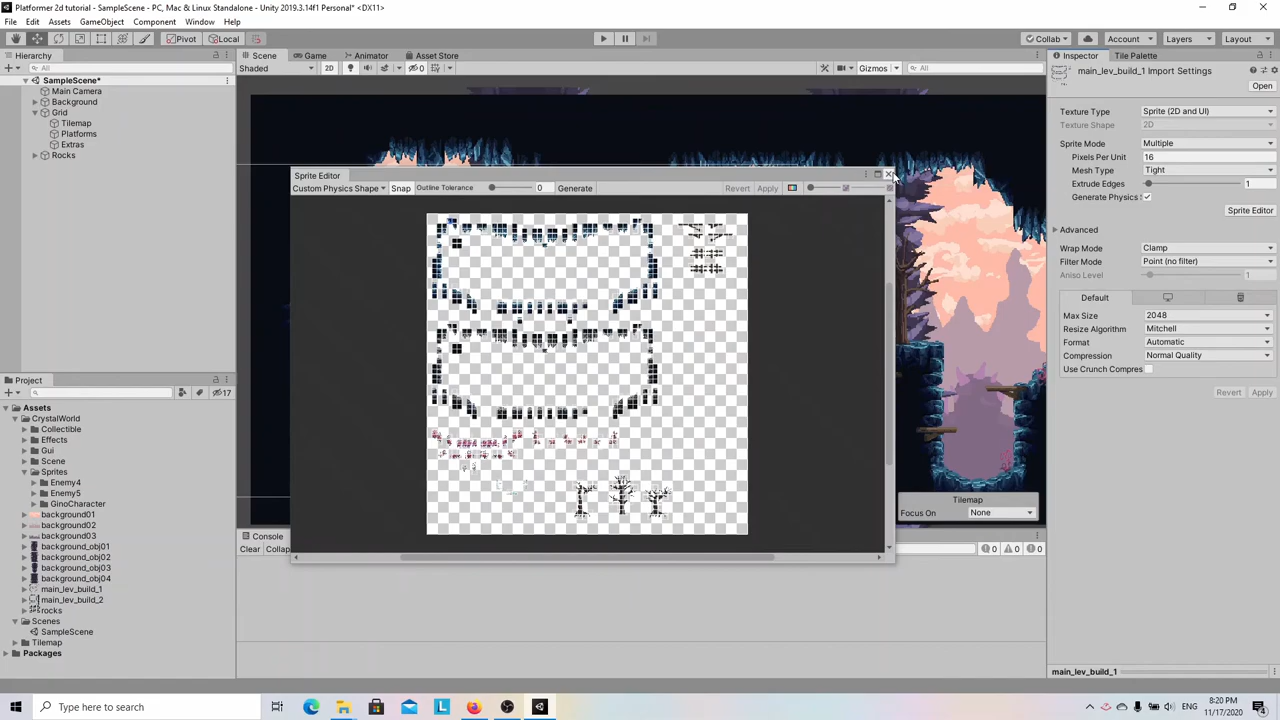 Platformer 2d tutorial - SampleScene - PC, Mac & Linux Standalone - Unity 2019.3.14f1 Personal* <DX11>
File Edit Assets GameObject Component Window Help
Pivot Local Collab Account Layers Layout
Hierarchy Scene Game Animator Asset Store Inspector Tile Palette
All Shaded 2D 0 Gizmos All
SampleScene*
Main Camera
Background
Grid
Tilemap
Platforms
Extras
Rocks
Sprite Editor
Custom Physics Shape Snap Outline Tolerance 0 Generate Revert Apply
main_lev_build_1 Import Settings
Open
Texture Type Sprite (2D and UI)
Texture Shape 2D
Sprite Mode Multiple
Pixels Per Unit 16
Mesh Type Tight
Extrude Edges 1
Generate Physics
Sprite Editor
Advanced
Wrap Mode Clamp
Filter Mode Point (no filter)
Aniso Level 1
Default
Max Size 2048
Resize Algorithm Mitchell
Format Automatic
Compression Normal Quality
Use Crunch Compres
Revert Apply
Tilemap
Focus On None
Project
17
Assets
CrystalWorld
Collectible
Effects
Gui
Scene
Sprites
Enemy4
Enemy5
GinoCharacter
background01
background02
background03
background_obj01
background_obj02
background_obj03
background_obj04
main_lev_build_1
main_lev_build_2
rocks
Scenes
SampleScene
Tilemap
Packages
Console
Clear Collap 0 0 0
main_lev_build_1
Type here to search
ENG
8:20 PM
11/17/2020
4